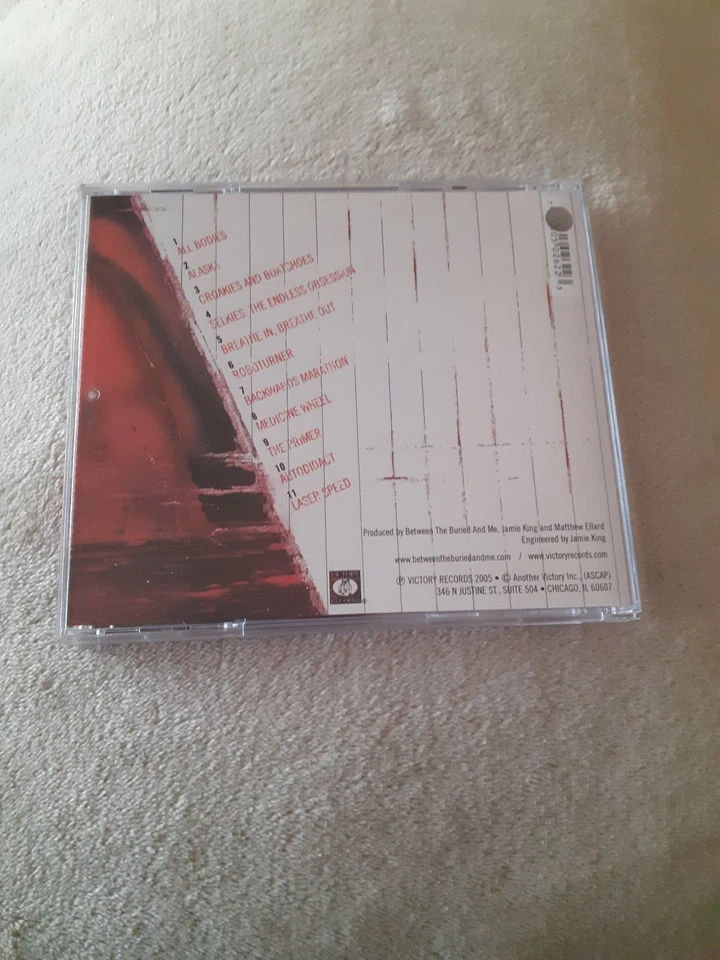 1
ALL BODIES
2
ALASKA
3
CROAKIES AND BOATSHOES
4
SELKIES: THE ENDLESS OBSESSION
5
BREATHE IN, BREATHE OUT
6
ROBOTURNER
7
BACKWARDS MARATHON
8
MEDICINE WHEEL
9
THE PRIMER
10
AUTODIDACT
11
LASER SPEED
Produced by Between The Buried And Me, Jamie King and Matthew Ellard
Engineered by Jamie King
www.betweentheburiedandme.com / www.victoryrecords.com
℗ VICTORY RECORDS 2005 • © Another Victory Inc. (ASCAP)
346 N JUSTINE ST., SUITE 504 • CHICAGO, IL 60607
VICTORY
RECORDS